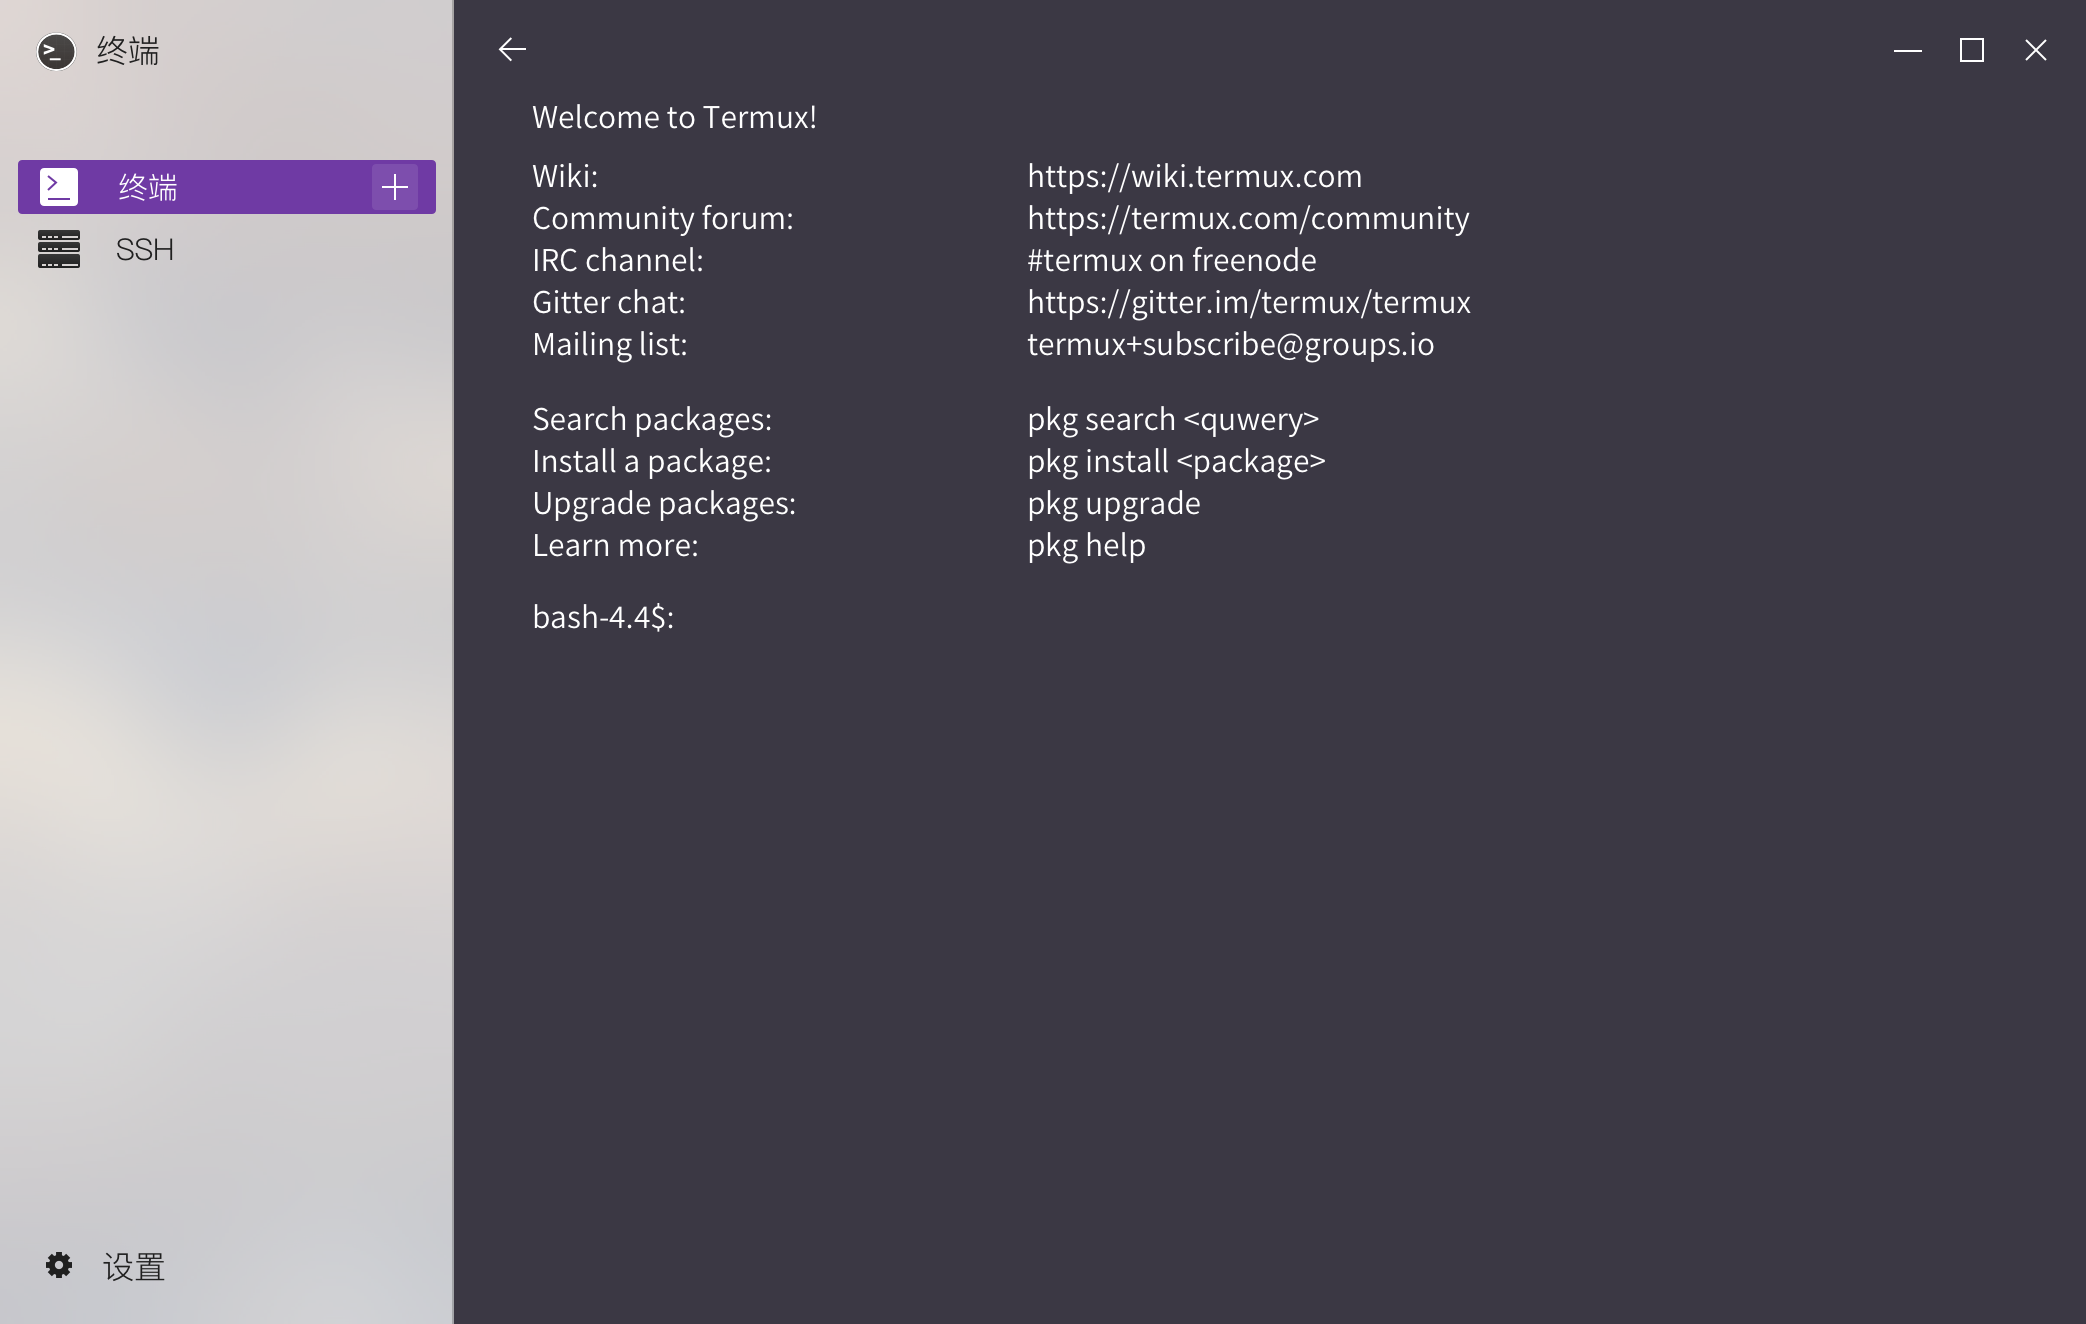 终端
终端
SSH
设置
Welcome to Termux!
Wiki: https://wiki.termux.com
Community forum: https://termux.com/community
IRC channel: #termux on freenode
Gitter chat: https://gitter.im/termux/termux
Mailing list: termux+subscribe@groups.io
Search packages: pkg search <quwery>
Install a package: pkg install <package>
Upgrade packages: pkg upgrade
Learn more: pkg help
bash-4.4$: